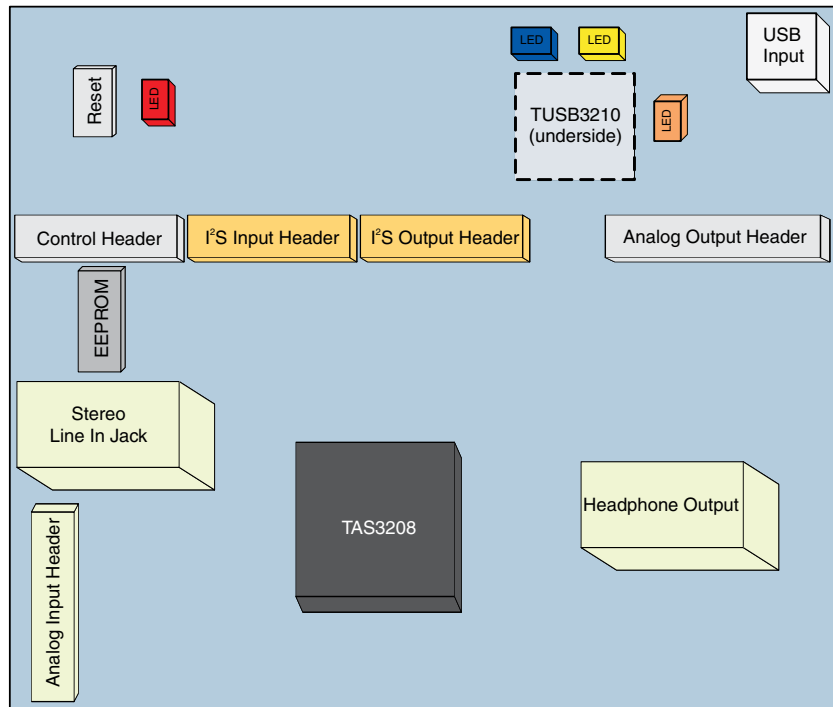 LED
LED
USB
Input
Reset
LED
TUSB3210
(underside)
LED
Control Header
I²S Input Header
I²S Output Header
Analog Output Header
EEPROM
Stereo
Line In Jack
TAS3208
Headphone Output
Analog Input Header